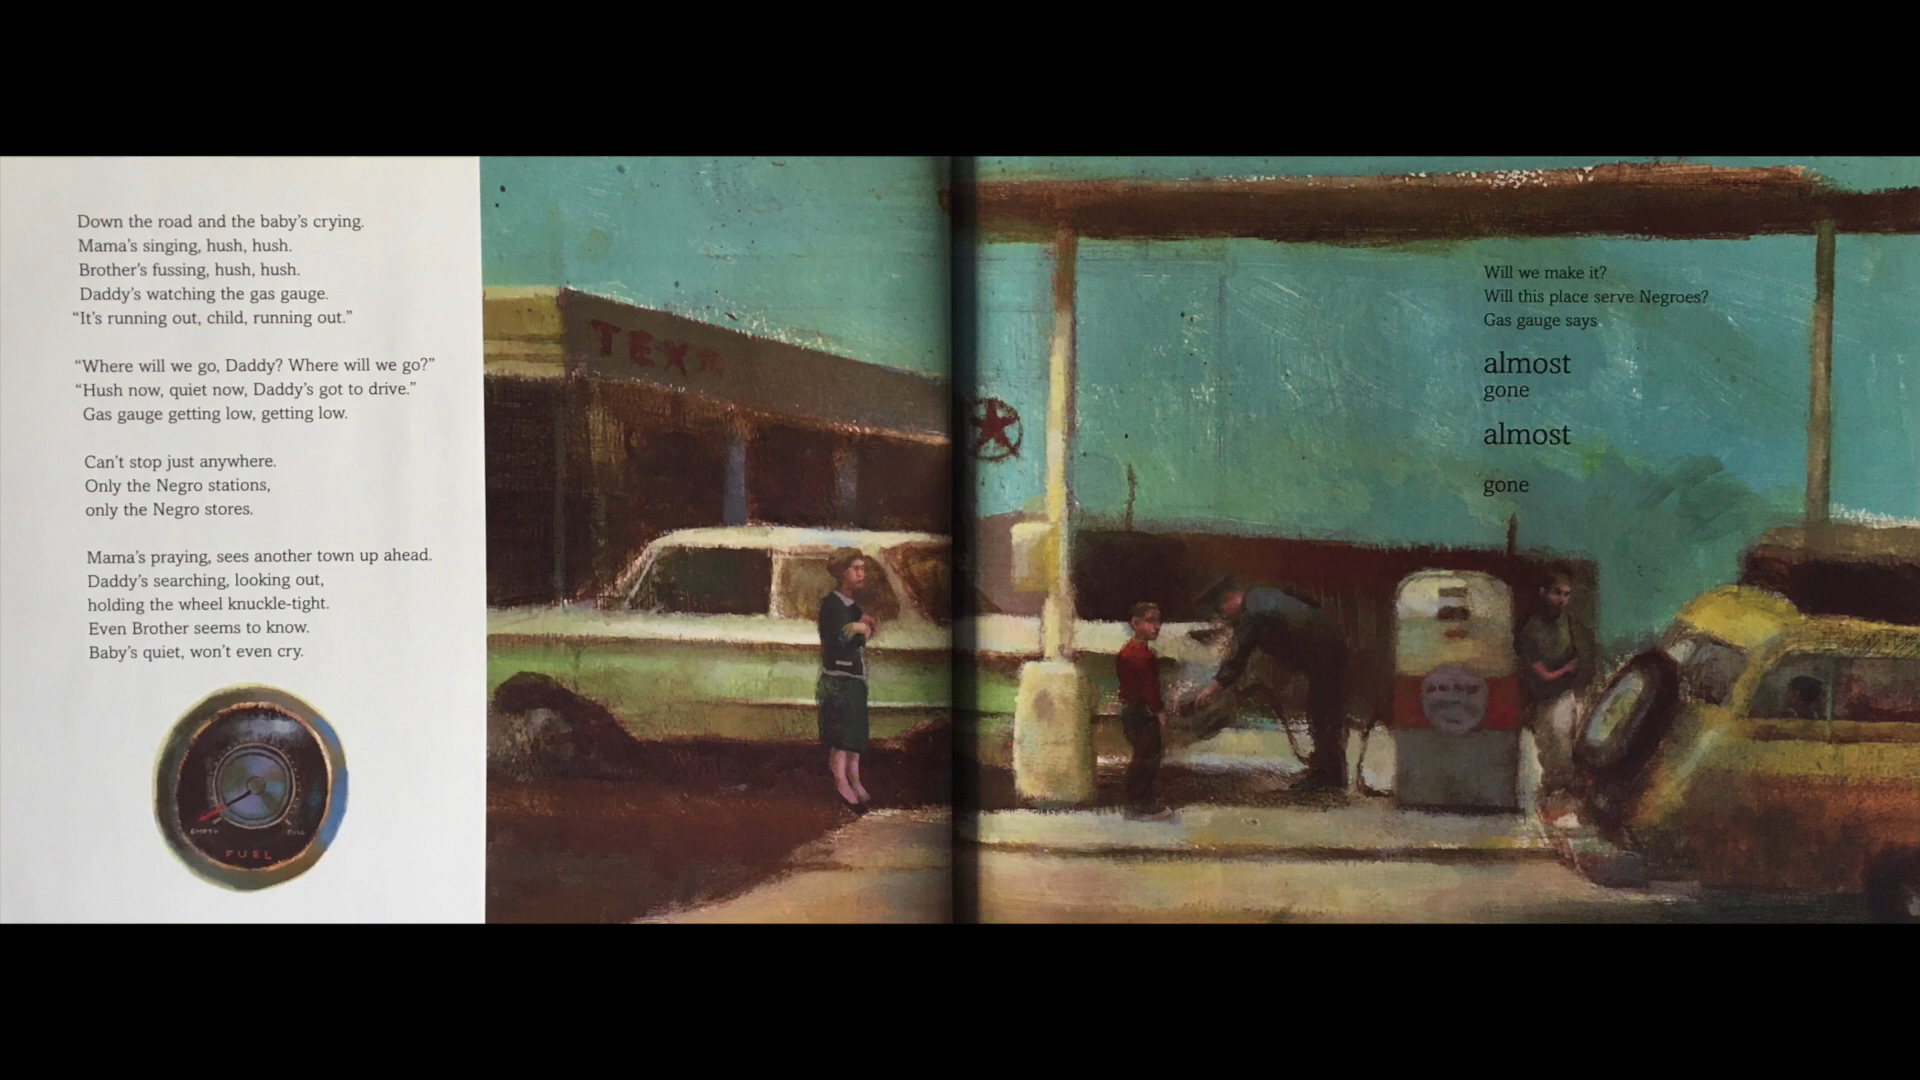 Down the road and the baby's crying.
Mama's singing, hush, hush.
Brother's fussing, hush, hush.
Daddy's watching the gas gauge.
“It's running out, child, running out.”
“Where will we go, Daddy? Where will we go?”
“Hush now, quiet now, Daddy's got to drive.”
Gas gauge getting low, getting low.
Can't stop just anywhere.
Only the Negro stations,
only the Negro stores.
Mama's praying, sees another town up ahead.
Daddy's searching, looking out,
holding the wheel knuckle-tight.
Even Brother seems to know.
Baby's quiet, won't even cry.
EMPTY FULL
FUEL
TEXA
Will we make it?
Will this place serve Negroes?
Gas gauge says
almost
gone
almost
gone